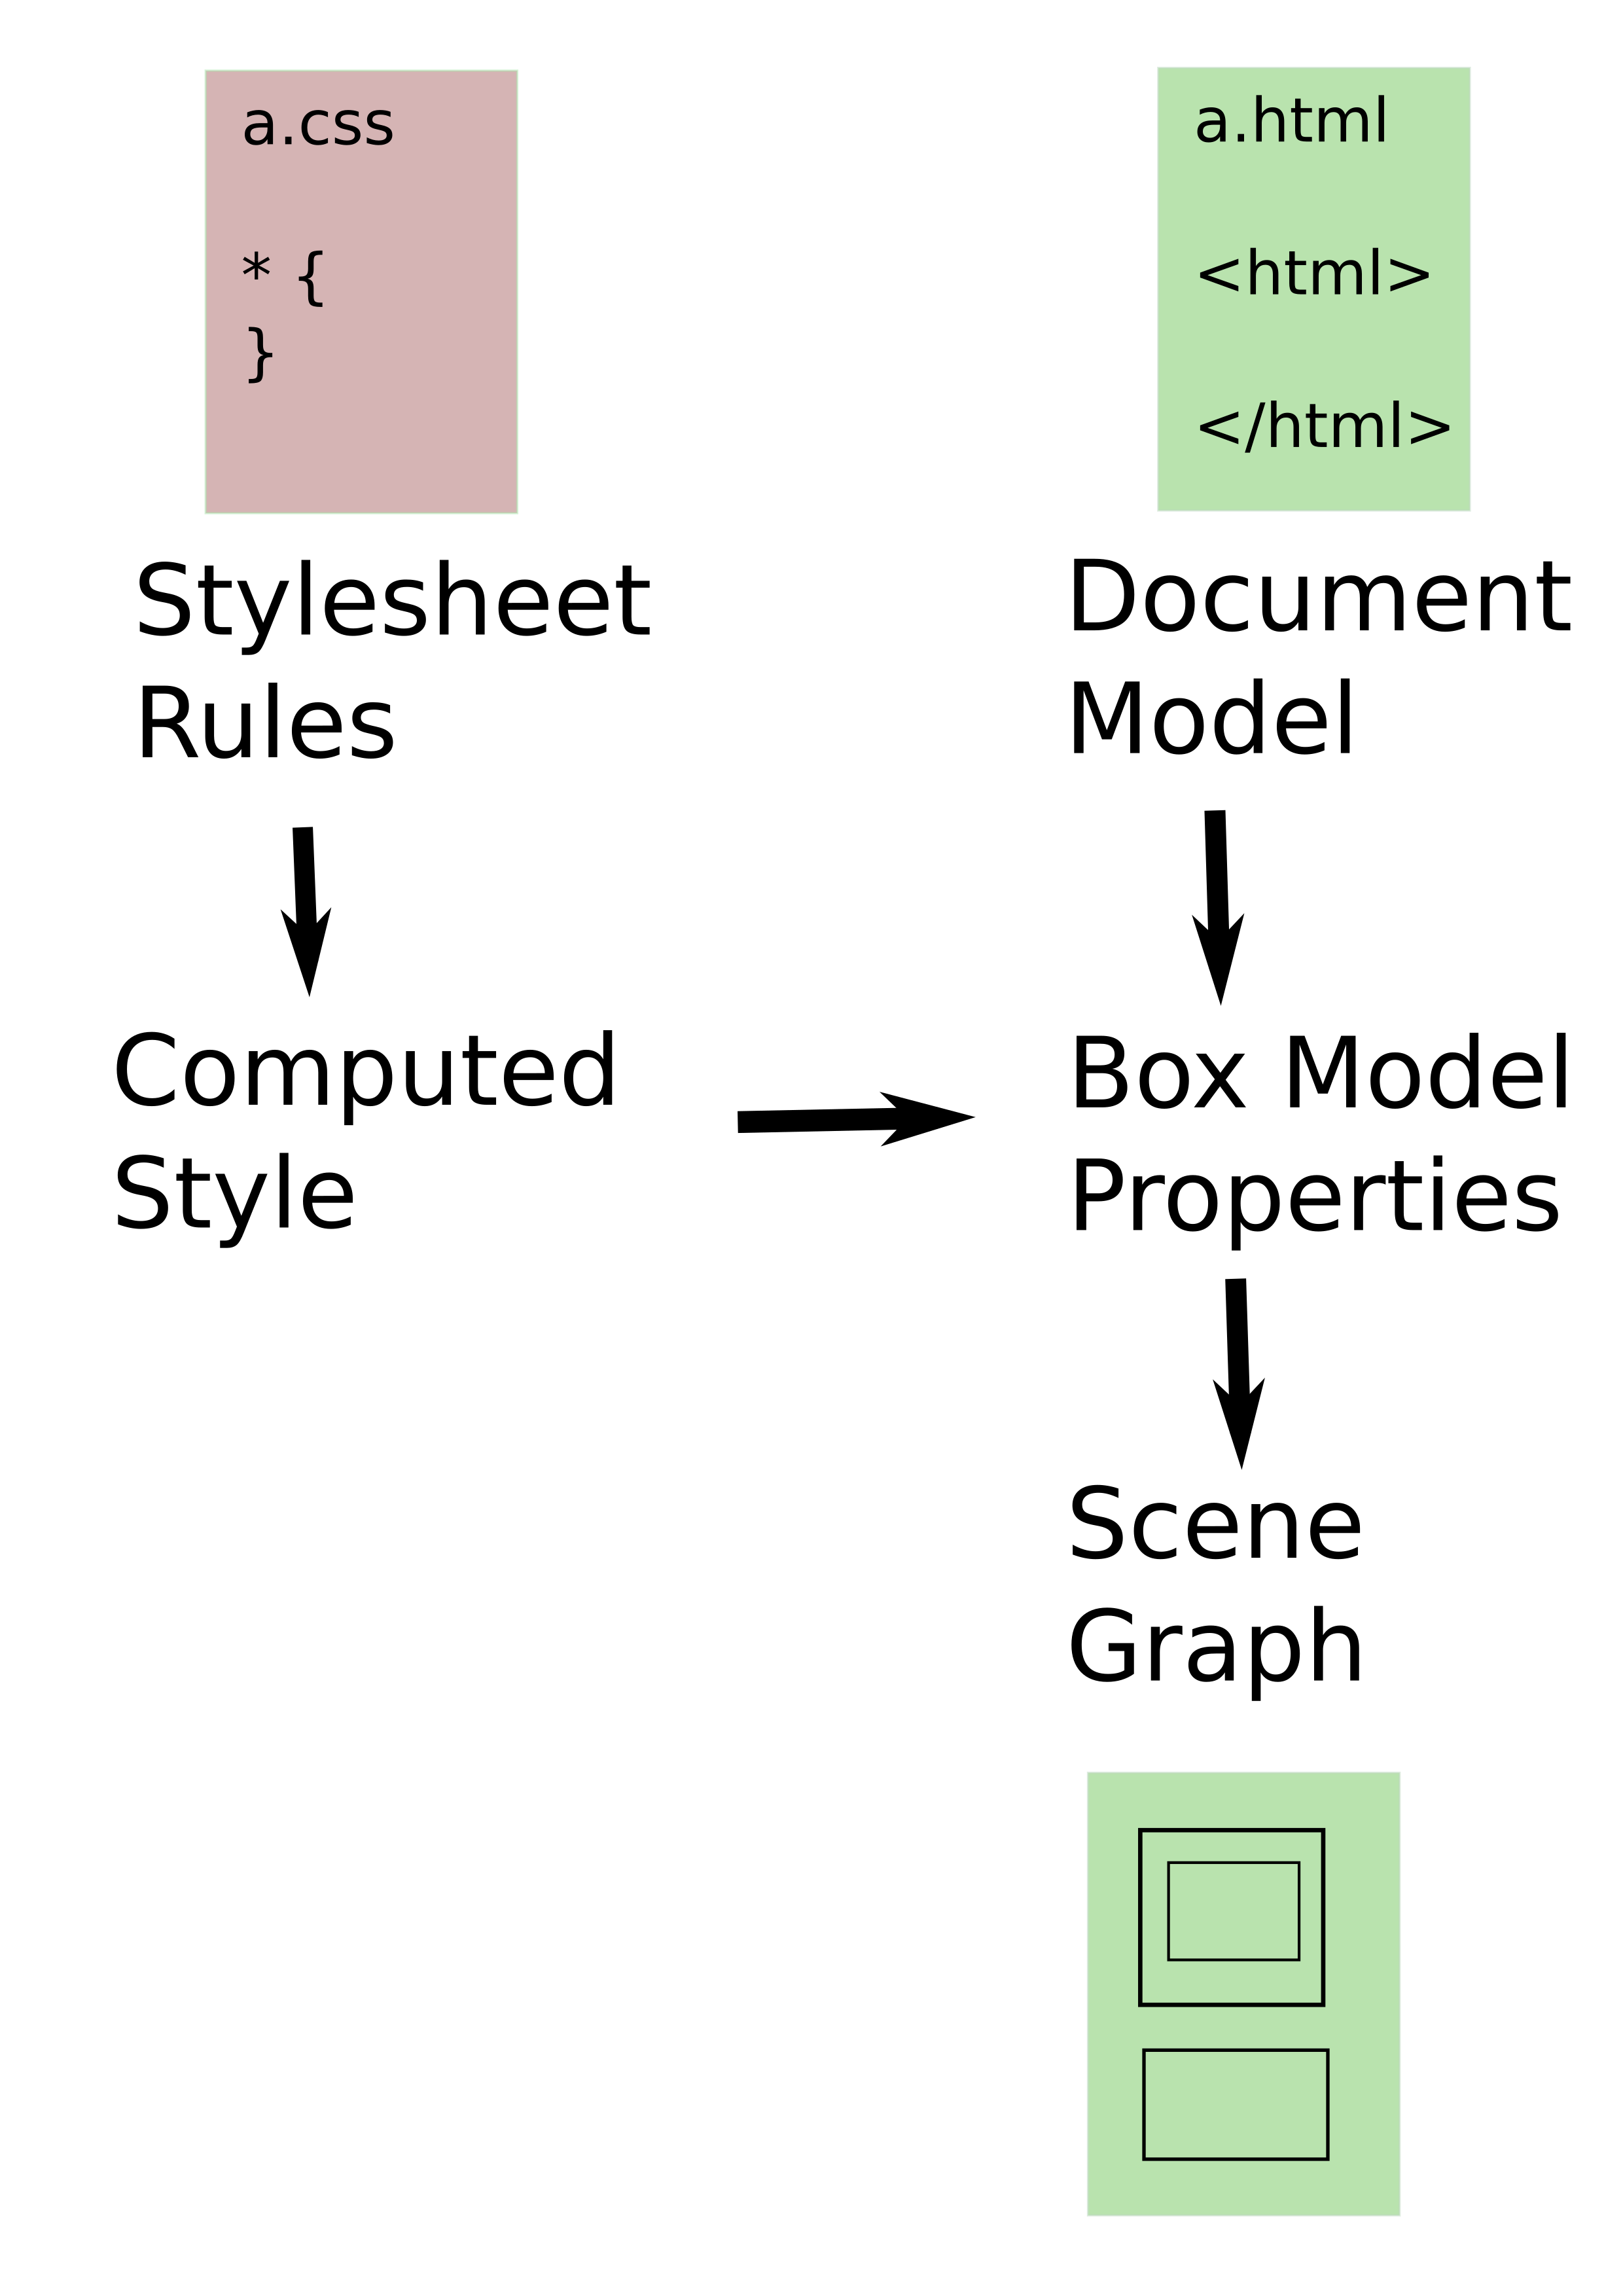 a.css
* {
}
Stylesheet
Rules
a.html
<html>
</html>
Document
Model
Computed
Style
Box Model
Properties
Scene
Graph